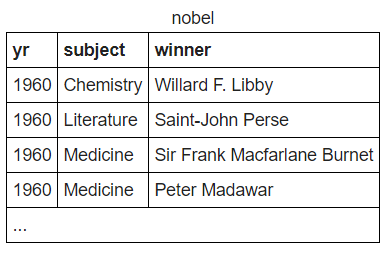 nobel
yr subject winner
1960 Chemistry Willard F. Libby
1960 Literature Saint-John Perse
1960 Medicine Sir Frank Macfarlane Burnet
1960 Medicine Peter Madawar
...